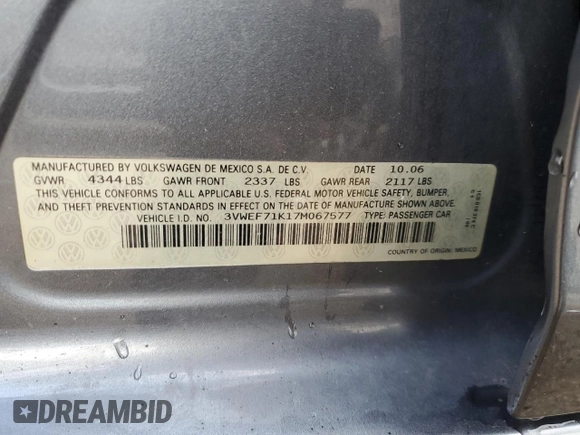 MANUFACTURED BY VOLKSWAGEN DE MEXICO S.A. DE C.V. DATE 10.06
GVWR 4344 LBS GAWR FRONT 2337 LBS GAWR REAR 2117 LBS
THIS VEHICLE CONFORMS TO ALL APPLICABLE U.S. FEDERAL MOTOR VEHICLE SAFETY, BUMPER,
AND THEFT PREVENTION STANDARDS IN EFFECT ON THE DATE OF MANUFACTURE SHOWN ABOVE.
VEHICLE I.D. NO. 3VWEF71K17M067577 TYPE: PASSENGER CAR
COUNTRY OF ORIGIN: MEXICO
DREAMBID